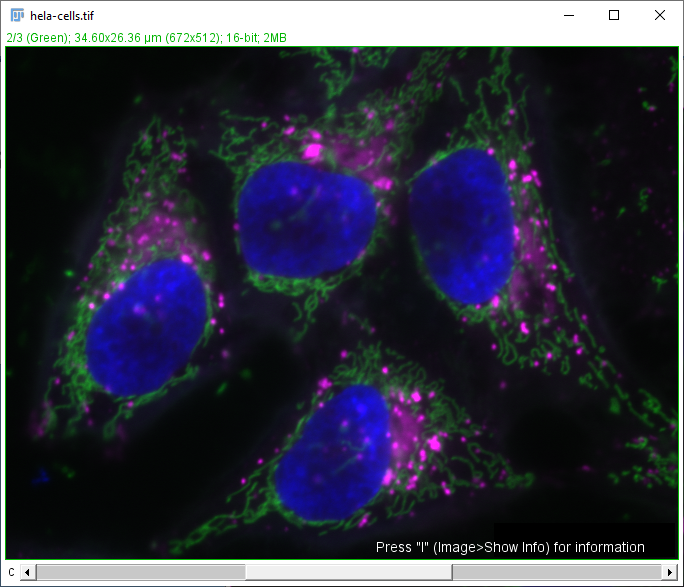 hela-cells.tif
2/3 (Green); 34.60x26.36 µm (672x512); 16-bit; 2MB
Press "I" (Image>Show Info) for information
c